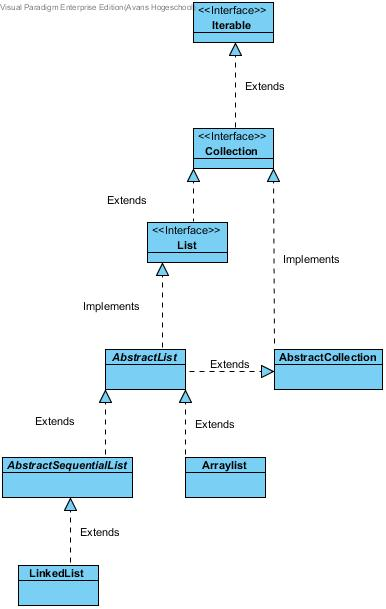 Visual Paradigm Enterprise Edition(Avans Hogeschool
<<Interface>>
Iterable
Extends
<<Interface>>
Collection
Extends
<<Interface>>
List
Implements
Implements
AbstractList
Extends
AbstractCollection
Extends
Extends
AbstractSequentialList
Arraylist
Extends
LinkedList